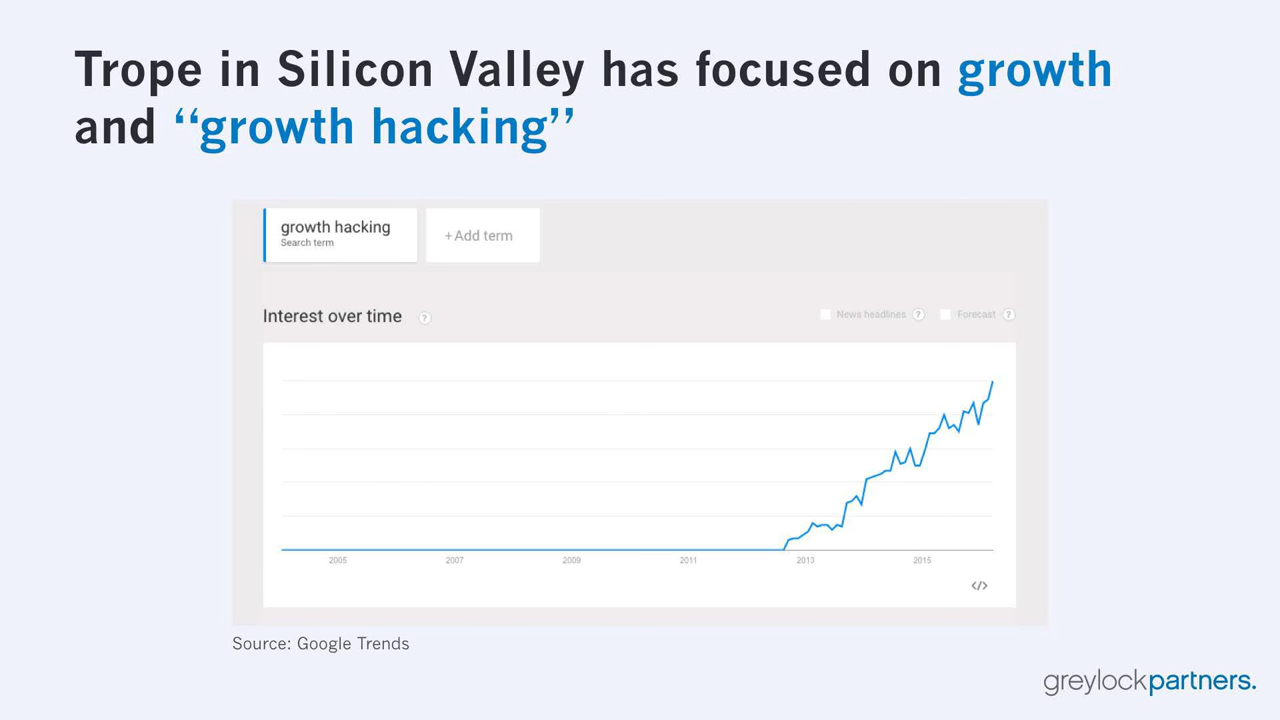 Trope in Silicon Valley has focused on growth
and “growth hacking”
growth hacking
Search term
+Add term
Interest over time ?
News headlines ? Forecast ?
2005 2007 2009 2011 2013 2015
</>
Source: Google Trends
greylockpartners.